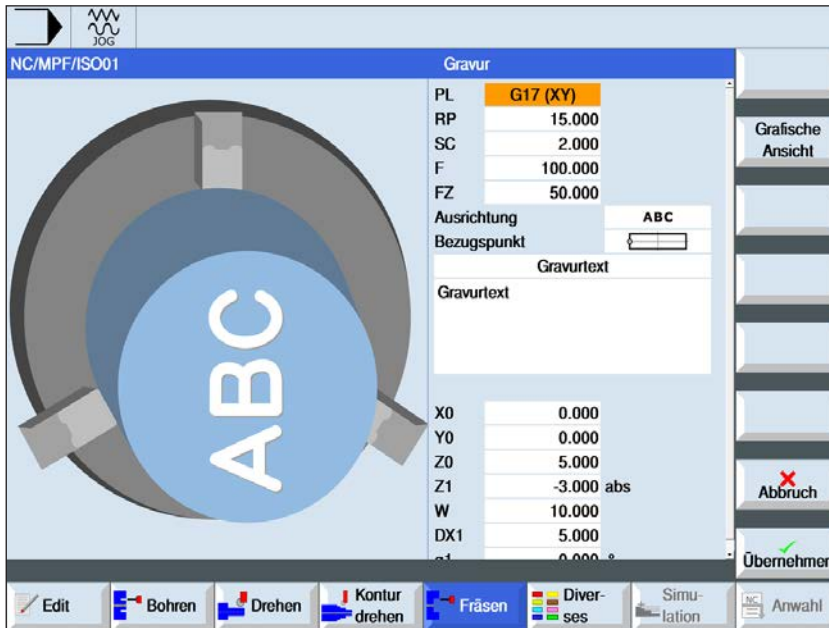 JOG
NC/MPF/ISO01
Gravur
PL G17 (XY)
RP 15.000
SC 2.000
F 100.000
FZ 50.000
Ausrichtung ABC
Bezugspunkt
Gravurtext
Gravurtext
X0 0.000
Y0 0.000
Z0 5.000
Z1 -3.000 abs
W 10.000
DX1 5.000
α1 0.000 °
ABC
Grafische
Ansicht
Abbruch
Übernehmen
Edit
Bohren
Drehen
Kontur
drehen
Fräsen
Diver-
ses
Simu-
lation
NC
Anwahl